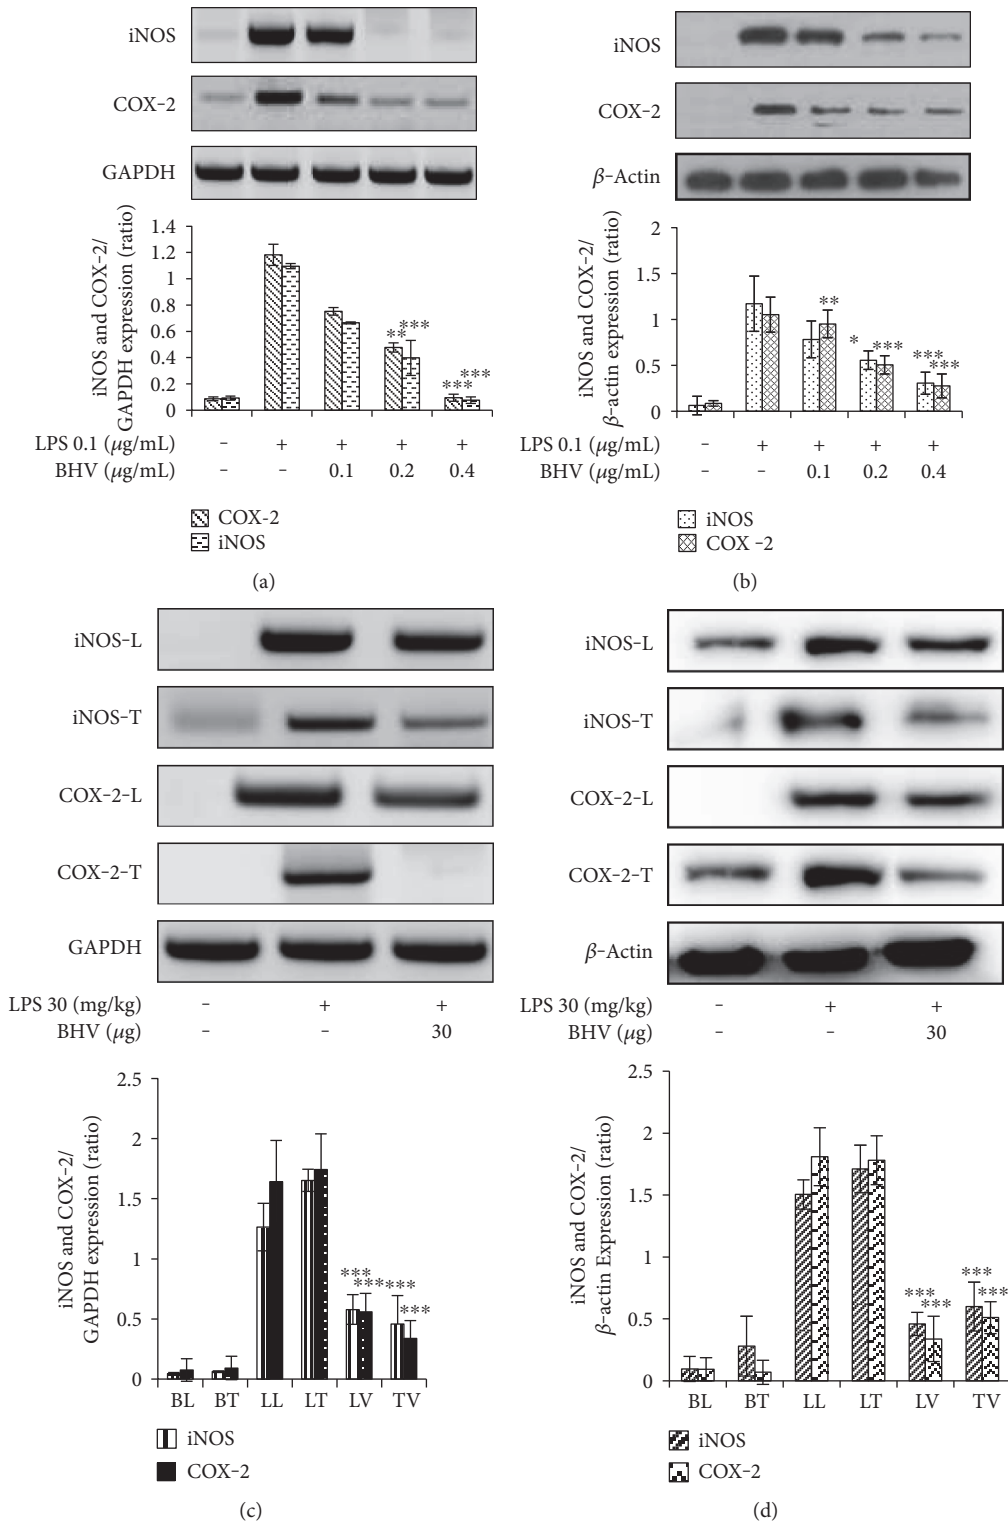 iNOS
COX-2
GAPDH
iNOS and COX-2/
GAPDH expression (ratio)
1.4
1.2
1
0.8
0.6
0.4
0.2
0
** ***
*** ***
LPS 0.1 (μg/mL) - + + + +
BHV (μg/mL) - - 0.1 0.2 0.4
COX-2
iNOS
(a)
iNOS
COX-2
β-Actin
iNOS and COX-2/
β-actin expression (ratio)
2
1.5
1
0.5
0
** * *** *** ***
LPS 0.1 (μg/mL) - + + + +
BHV (μg/mL) - - 0.1 0.2 0.4
iNOS
COX -2
(b)
iNOS-L
iNOS-T
COX-2-L
COX-2-T
GAPDH
LPS 30 (mg/kg) - + +
BHV (μg) - - 30
iNOS and COX-2/
GAPDH expression (ratio)
2.5
2
1.5
1
0.5
0
*** *** *** ***
BL BT LL LT LV TV
iNOS
COX-2
(c)
iNOS-L
iNOS-T
COX-2-L
COX-2-T
β-Actin
LPS 30 (mg/kg) - + +
BHV (μg) - - 30
iNOS and COX-2/
β-actin Expression (ratio)
2.5
2
1.5
1
0.5
0
*** *** *** ***
BL BT LL LT LV TV
iNOS
COX-2
(d)